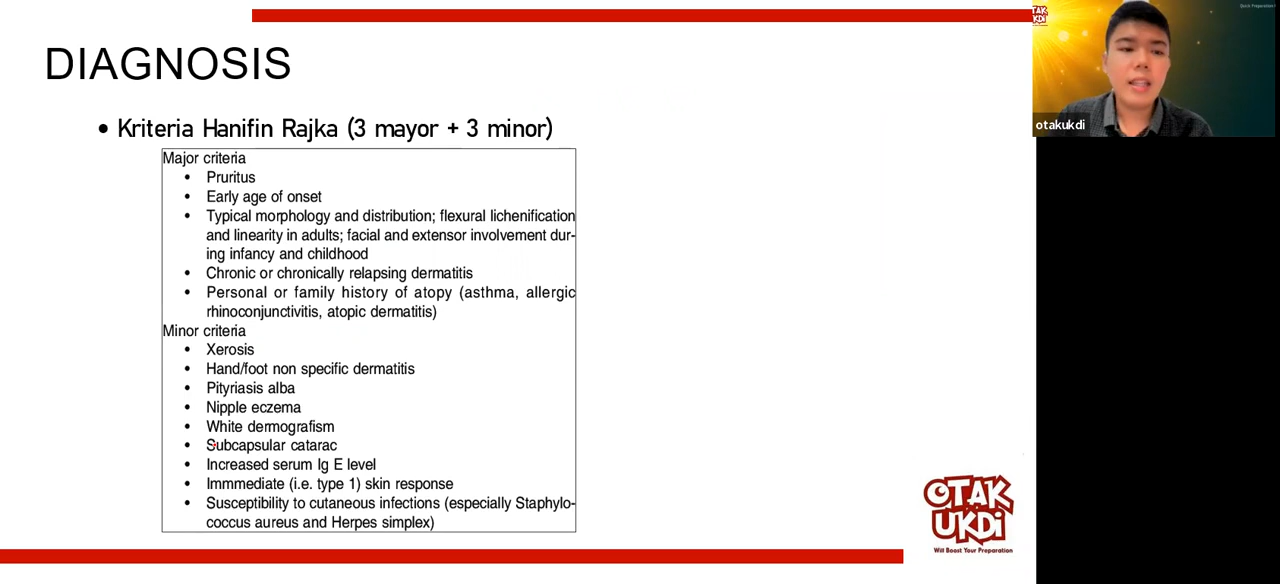 DIAGNOSIS
• Kriteria Hanifin Rajka (3 mayor + 3 minor)
Major criteria
• Pruritus
• Early age of onset
• Typical morphology and distribution; flexural lichenification
and linearity in adults; facial and extensor involvement dur-
ing infancy and childhood
• Chronic or chronically relapsing dermatitis
• Personal or family history of atopy (asthma, allergic
rhinoconjunctivitis, atopic dermatitis)
Minor criteria
• Xerosis
• Hand/foot non specific dermatitis
• Pityriasis alba
• Nipple eczema
• White dermografism
• Subcapsular catarac
• Increased serum Ig E level
• Immmediate (i.e. type 1) skin response
• Susceptibility to cutaneous infections (especially Staphylo-
coccus aureus and Herpes simplex)
OTAK
UKDi
otakukdi
OTAK
UKDi
Will Boost Your Preparation